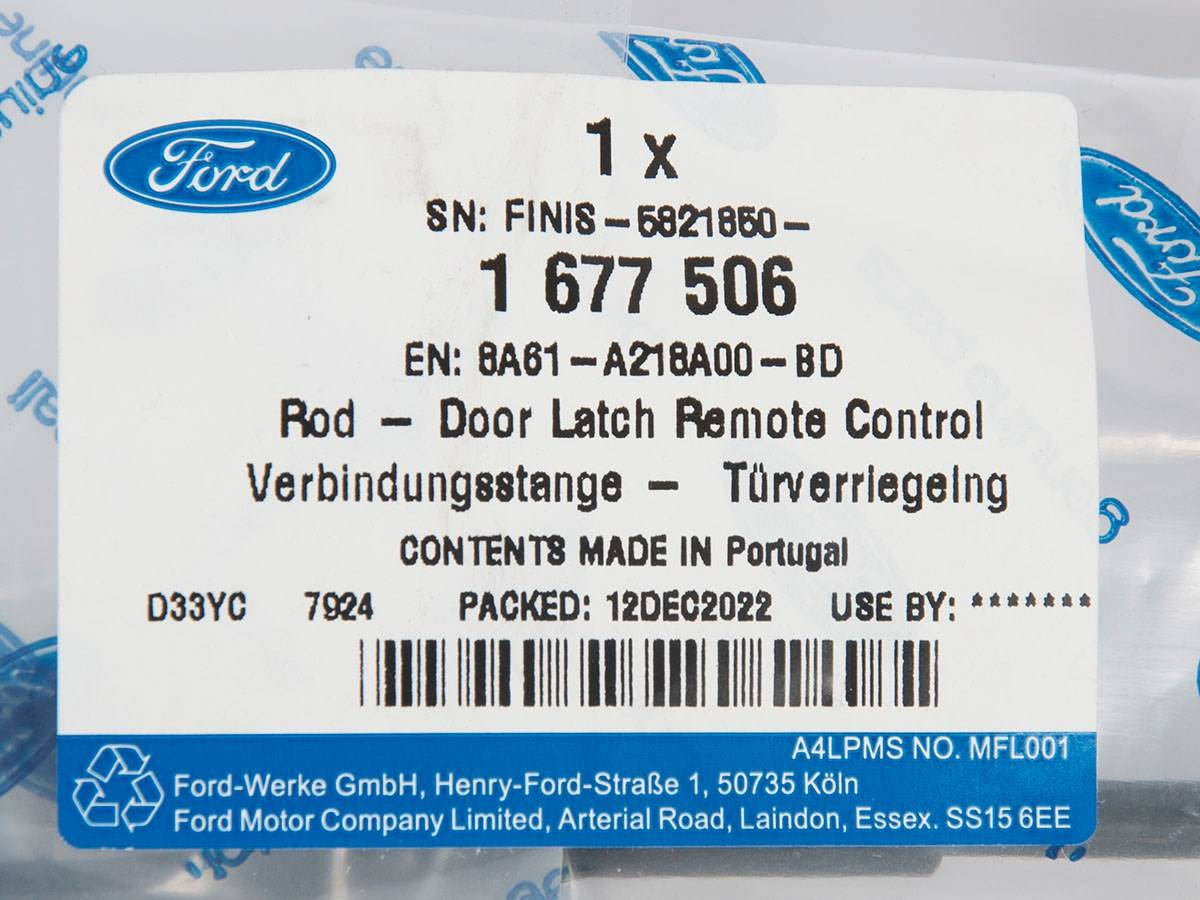 Ford
1 x
SN: FINIS-5821850-
1 677 506
EN: 8A61-A218A00-BD
Rod - Door Latch Remote Control
Verbindungsstange - Türverriegelng
CONTENTS MADE IN Portugal
D33YC 7924 PACKED: 12DEC2022 USE BY: *******
A4LPMS NO. MFL001
Ford-Werke GmbH, Henry-Ford-Straße 1, 50735 Köln
Ford Motor Company Limited, Arterial Road, Laindon, Essex. SS15 6EE
Ford